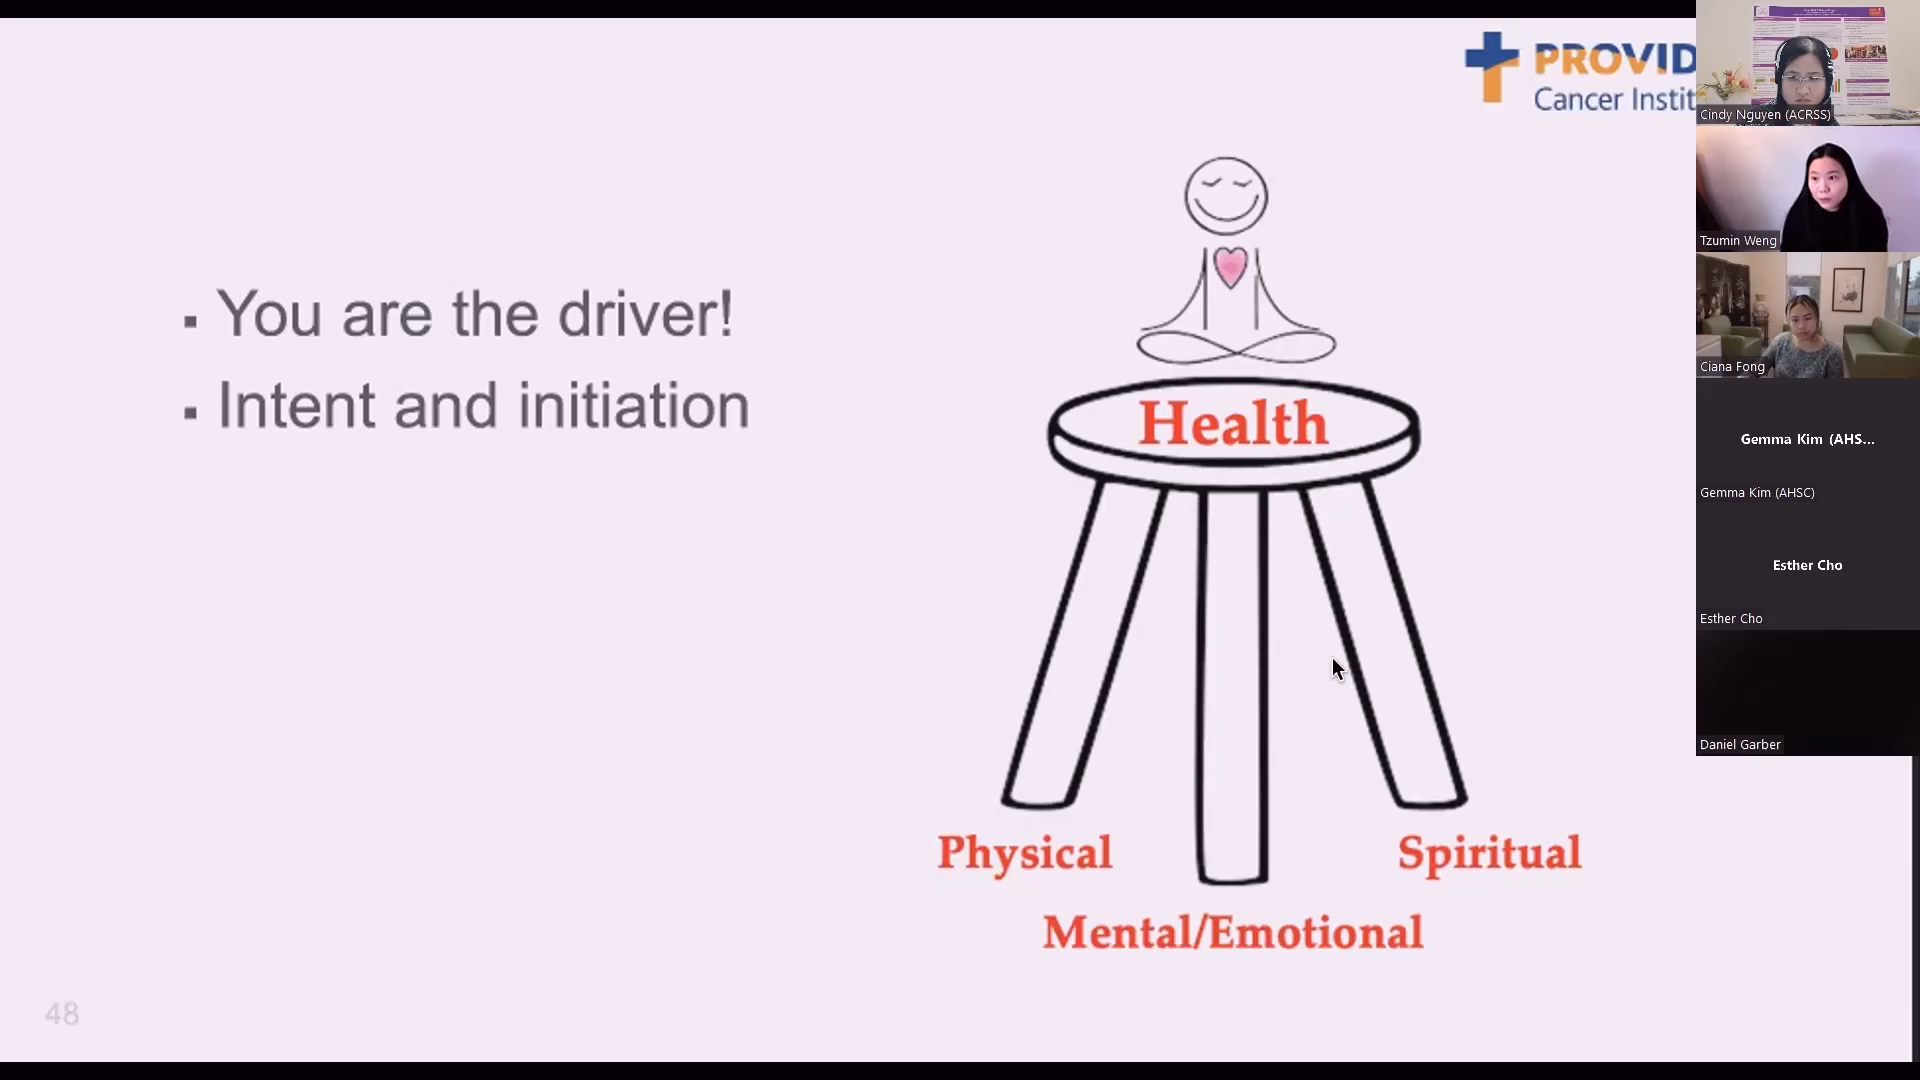 PROVID
Cancer Instit
You are the driver!
Intent and initiation
Health
Physical
Spiritual
Mental/Emotional
48
Cindy Nguyen (ACRSS)
Tzumin Weng
Ciana Fong
Gemma Kim (AHS...
Gemma Kim (AHSC)
Esther Cho
Esther Cho
Daniel Garber